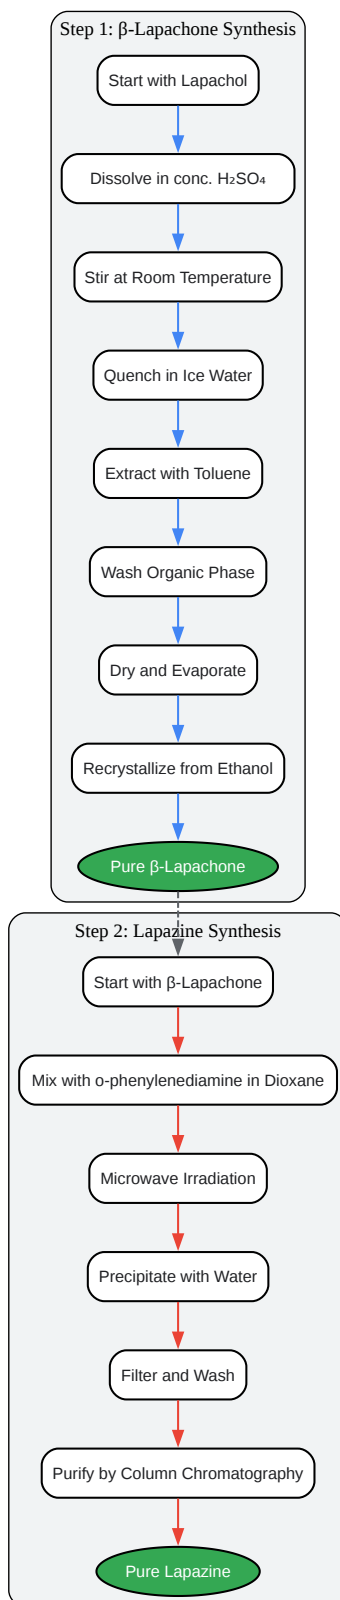 Step 1: β-Lapachone Synthesis
Start with Lapachol
Dissolve in conc. H₂SO₄
Stir at Room Temperature
Quench in Ice Water
Extract with Toluene
Wash Organic Phase
Dry and Evaporate
Recrystallize from Ethanol
Pure β-Lapachone
Step 2: Lapazine Synthesis
Start with β-Lapachone
Mix with o-phenylenediamine in Dioxane
Microwave Irradiation
Precipitate with Water
Filter and Wash
Purify by Column Chromatography
Pure Lapazine